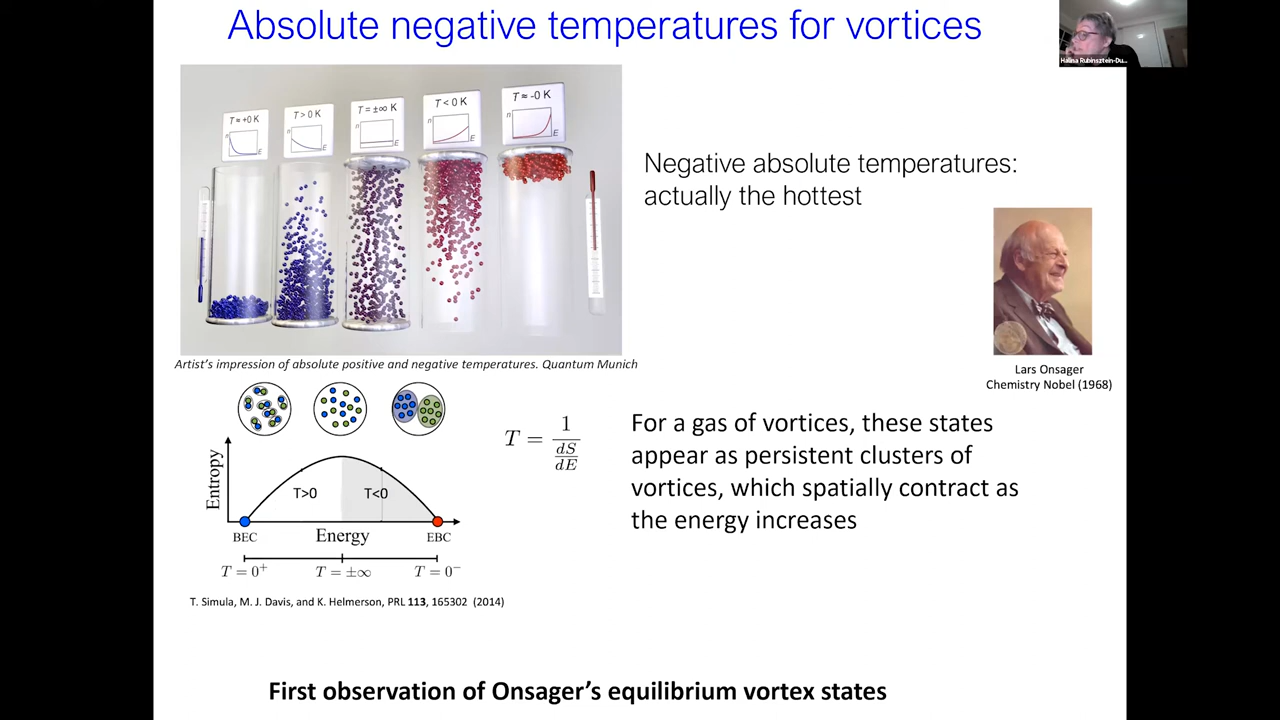 Absolute negative temperatures for vortices
Halina Rubinsztein-Du...
T ≈ +0 K
T > 0 K
T = ±∞ K
T < 0 K
T ≈ -0 K
n
E
n
E
n
E
n
E
n
E
Negative absolute temperatures:
actually the hottest
Artist's impression of absolute positive and negative temperatures. Quantum Munich
Lars Onsager
Chemistry Nobel (1968)
Entropy
T>0
T<0
BEC
Energy
EBC
T = 0⁺
T = ±∞
T = 0⁻
T = 1 / (dS/dE)
For a gas of vortices, these states
appear as persistent clusters of
vortices, which spatially contract as
the energy increases
T. Simula, M. J. Davis, and K. Helmerson, PRL 113, 165302 (2014)
First observation of Onsager's equilibrium vortex states